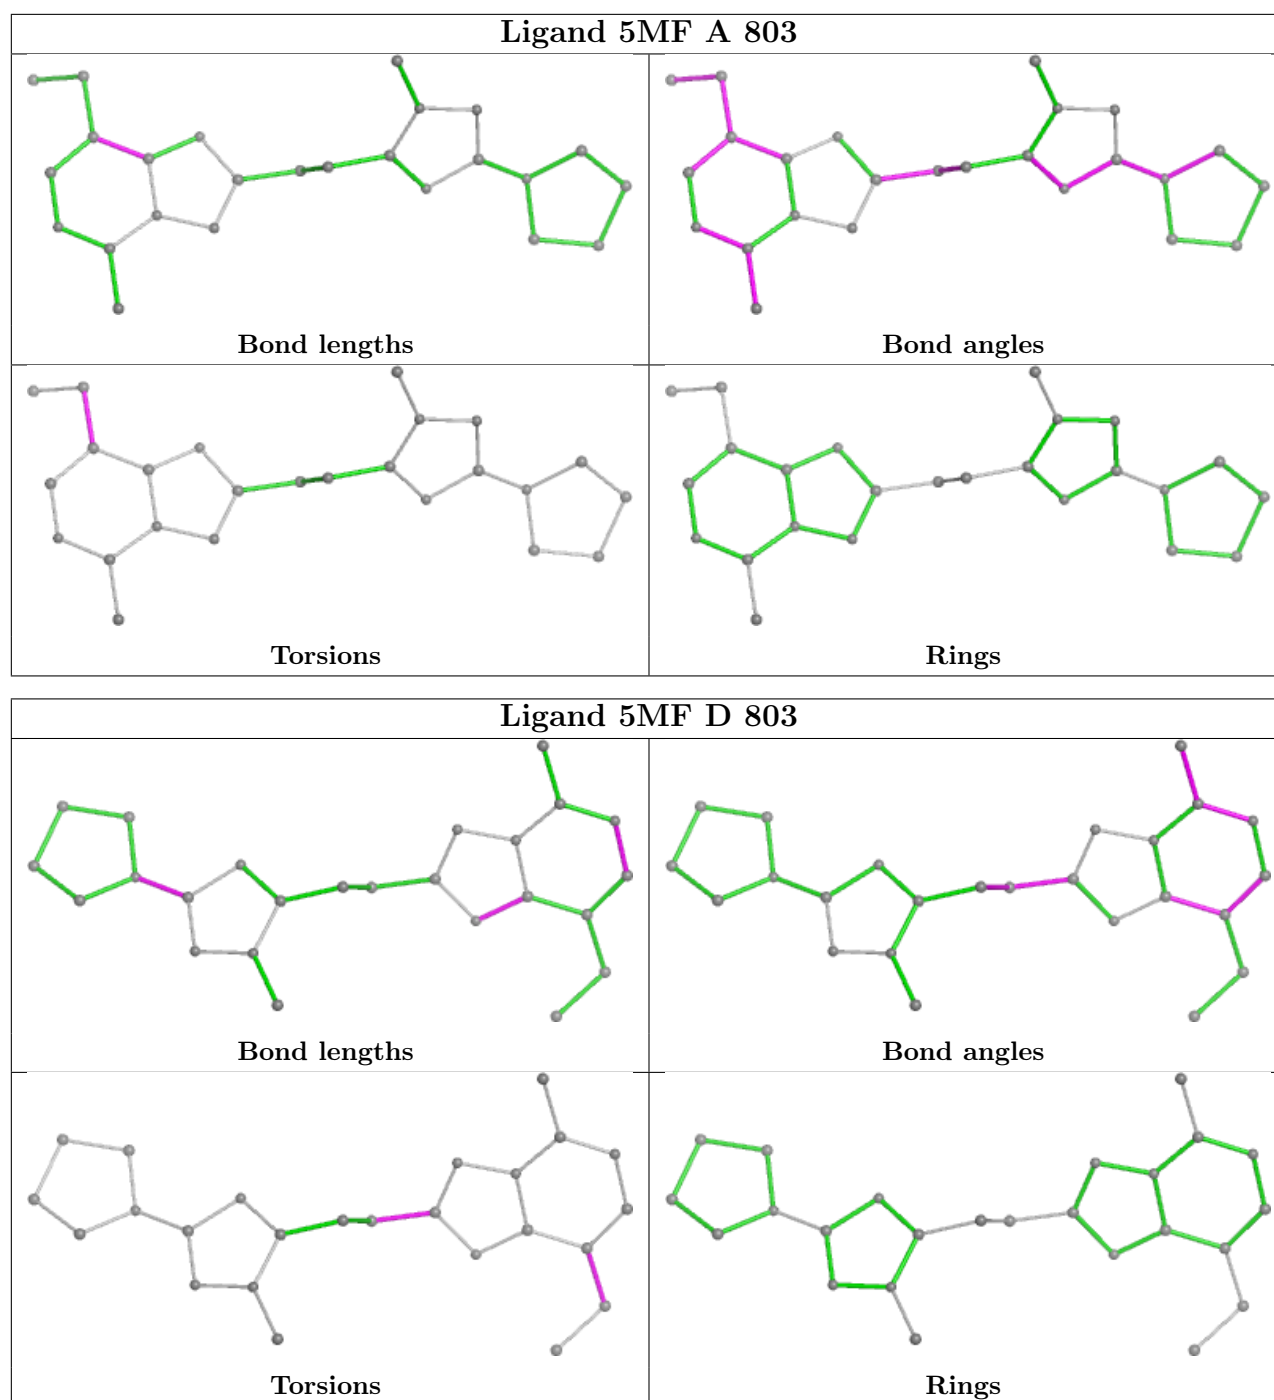 Ligand 5MF A 803
Bond lengths
Bond angles
Torsions
Rings
Ligand 5MF D 803
Bond lengths
Bond angles
Torsions
Rings